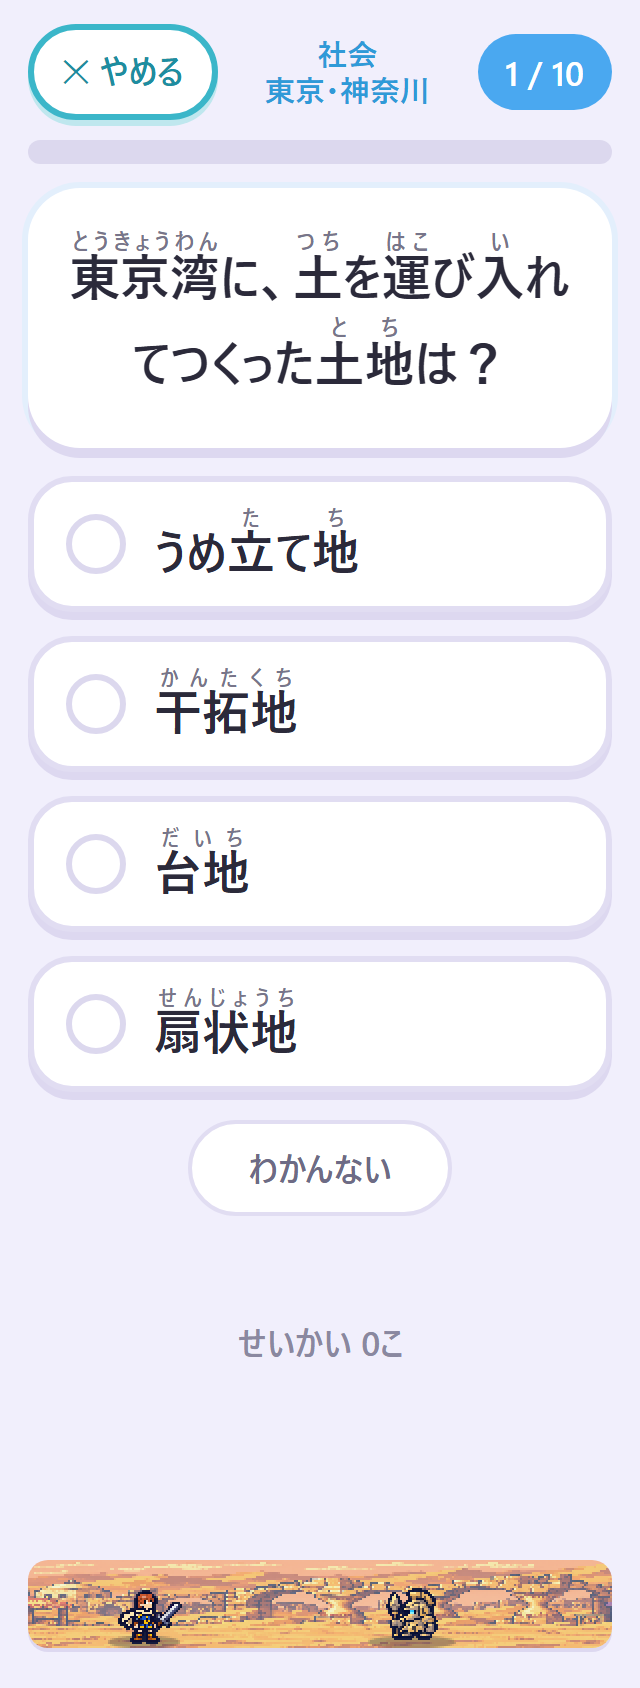 × やめる
社会
東京・神奈川
1 / 10
とうきょうわん つち はこ い
東京湾に、土を運び入れ
と ち
てつくった土地は？
た ち
うめ立て地
かんたくち
干拓地
だいち
台地
せんじょうち
扇状地
わかんない
せいかい 0こ